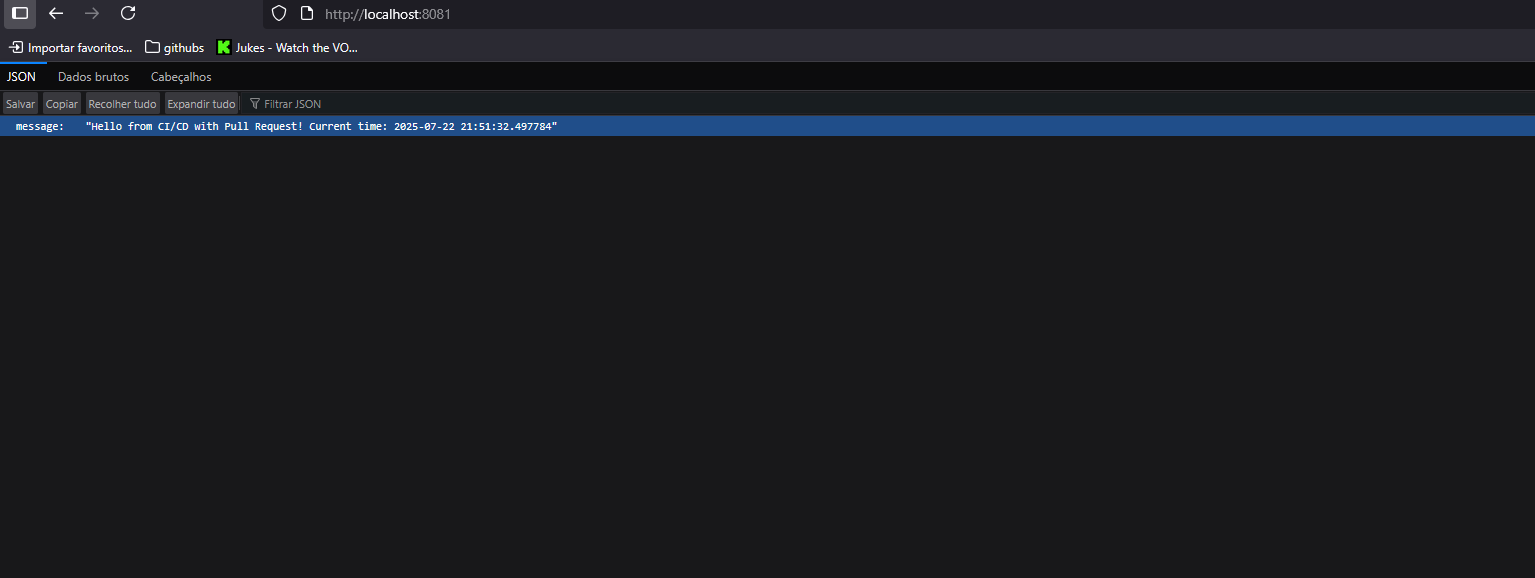 http://localhost:8081
Importar favoritos... githubs Jukes - Watch the VO...
JSON Dados brutos Cabeçalhos
Salvar Copiar Recolher tudo Expandir tudo Filtrar JSON
message: "Hello from CI/CD with Pull Request! Current time: 2025-07-22 21:51:32.497784"